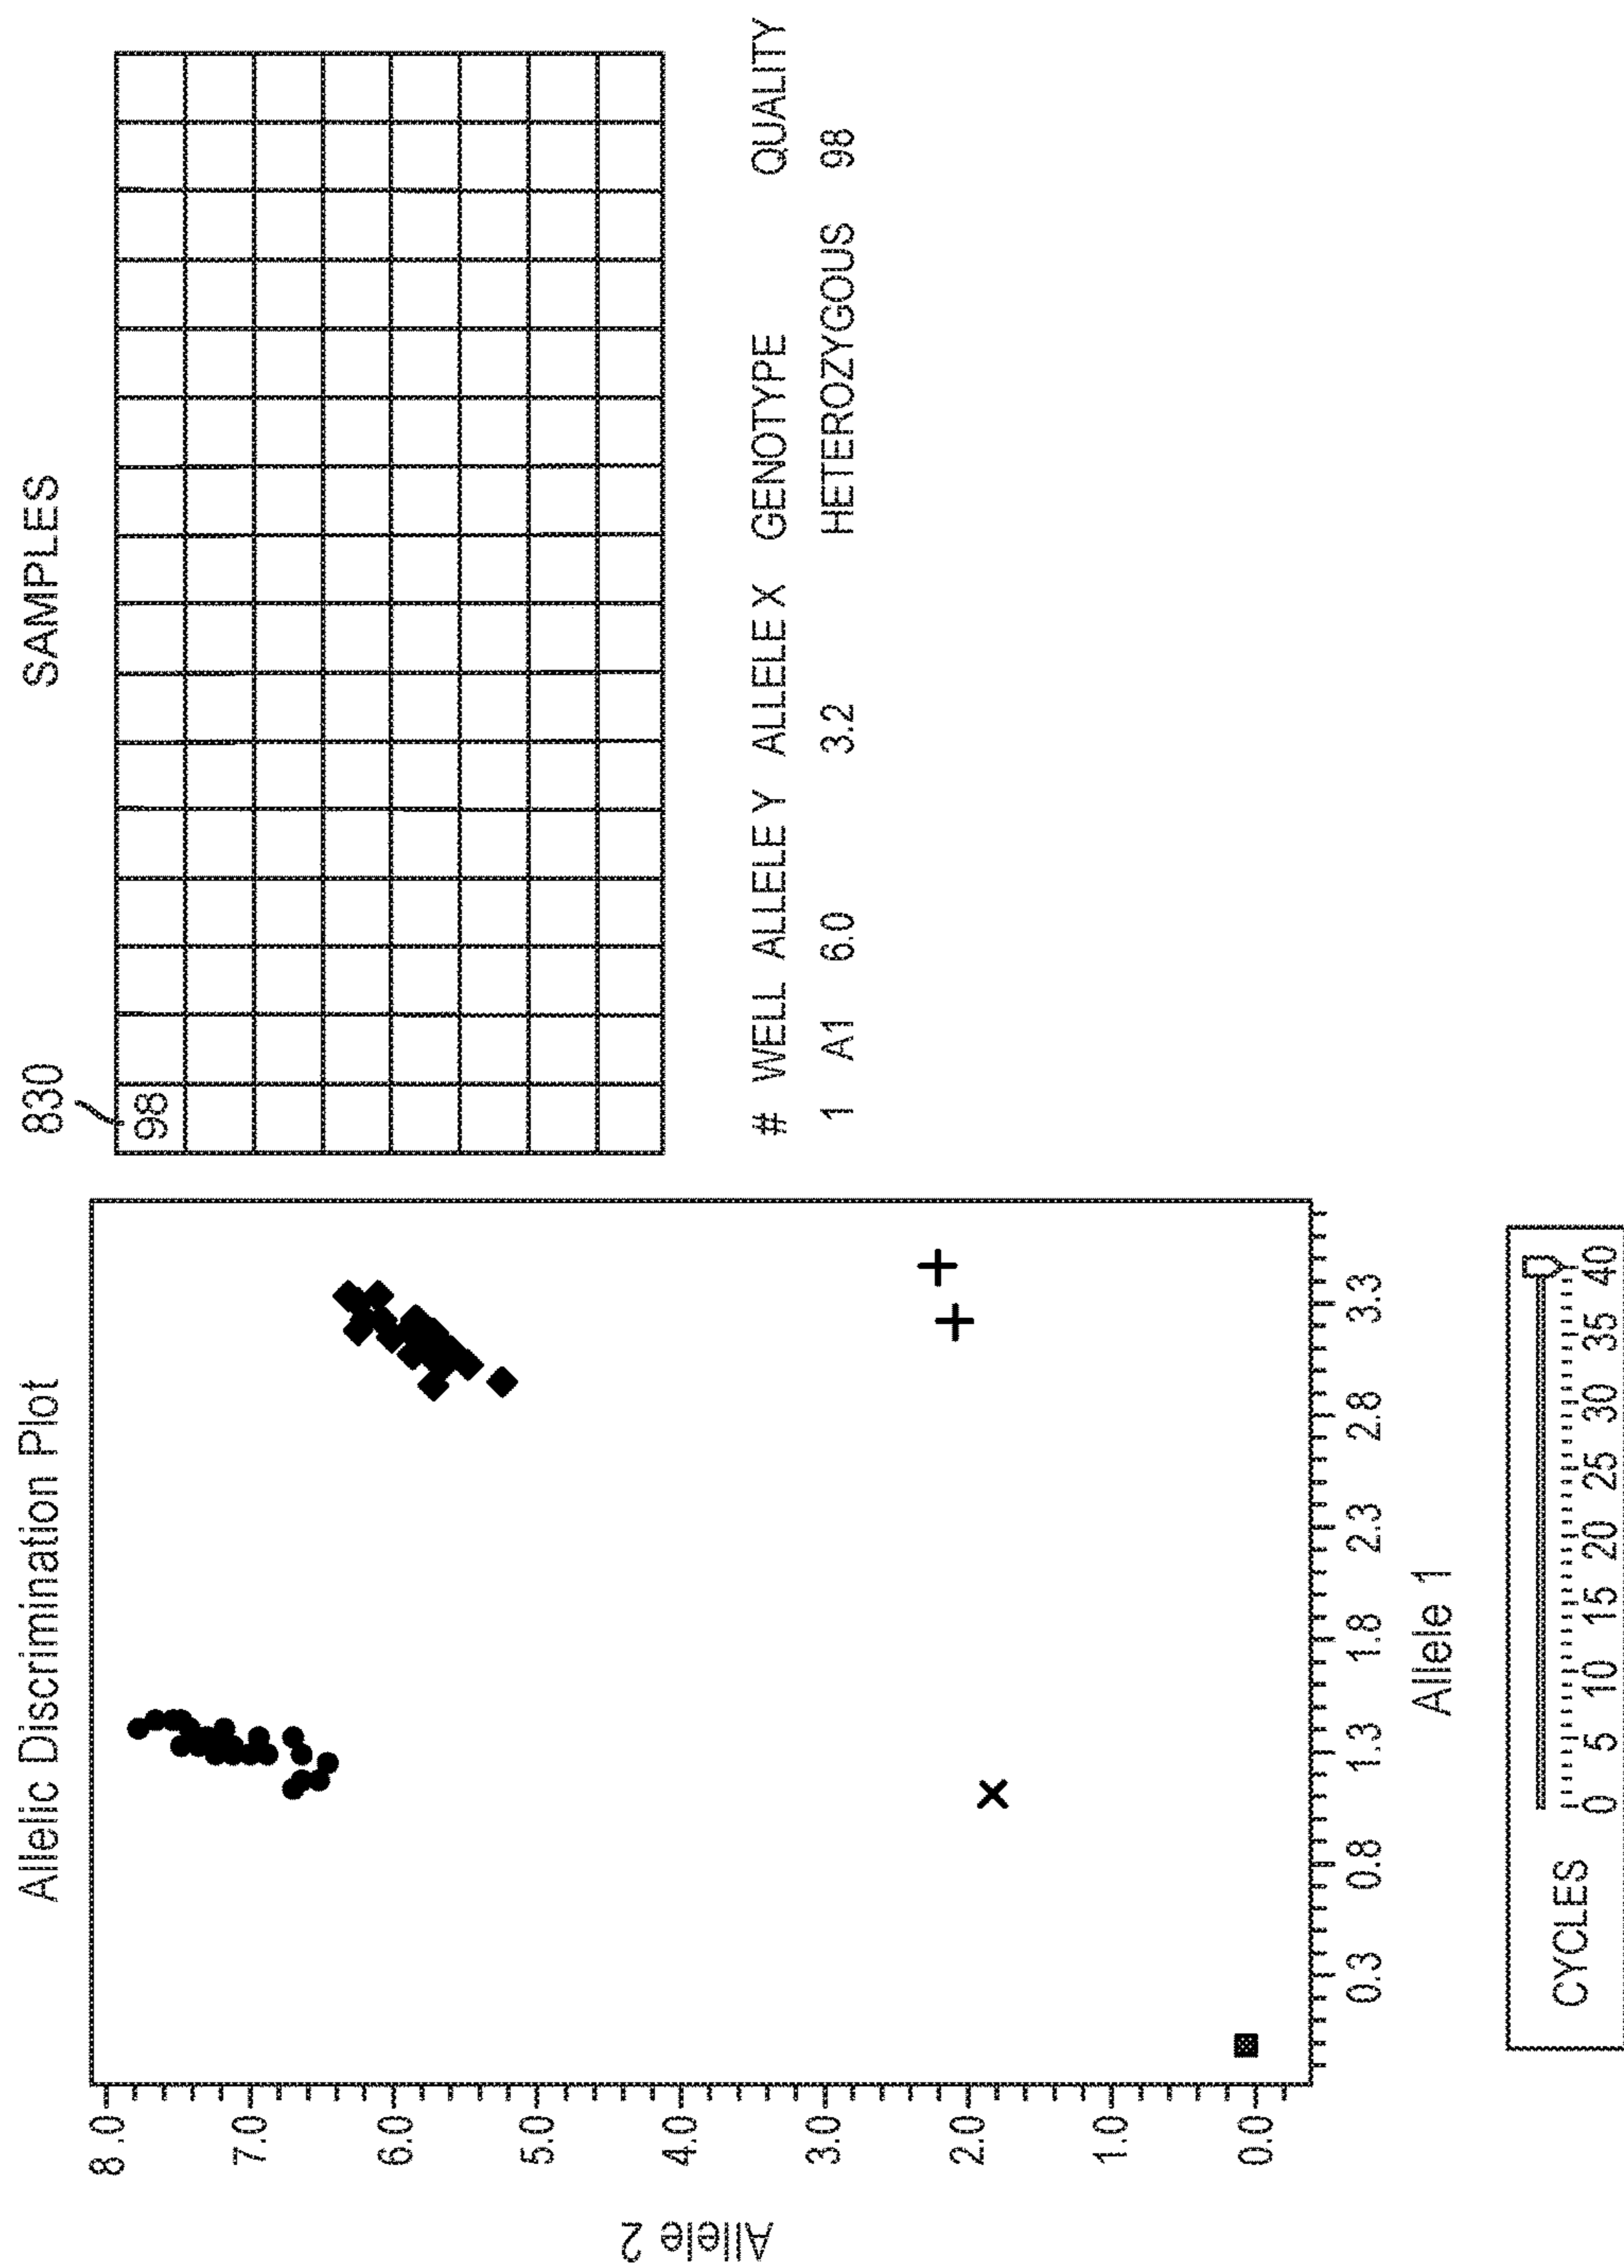 Allelic Discrimination Plot
Allele 2
8.0
7.0
6.0
5.0
4.0
3.0
2.0
1.0
0.0
0.3 0.8 1.3 1.8 2.3 2.8 3.3
Allele 1
CYCLES
0 5 10 15 20 25 30 35 40
SAMPLES
830
98
# WELL ALLELE Y ALLELE X GENOTYPE QUALITY
1 A1 6.0 3.2 HETEROZYGOUS 98